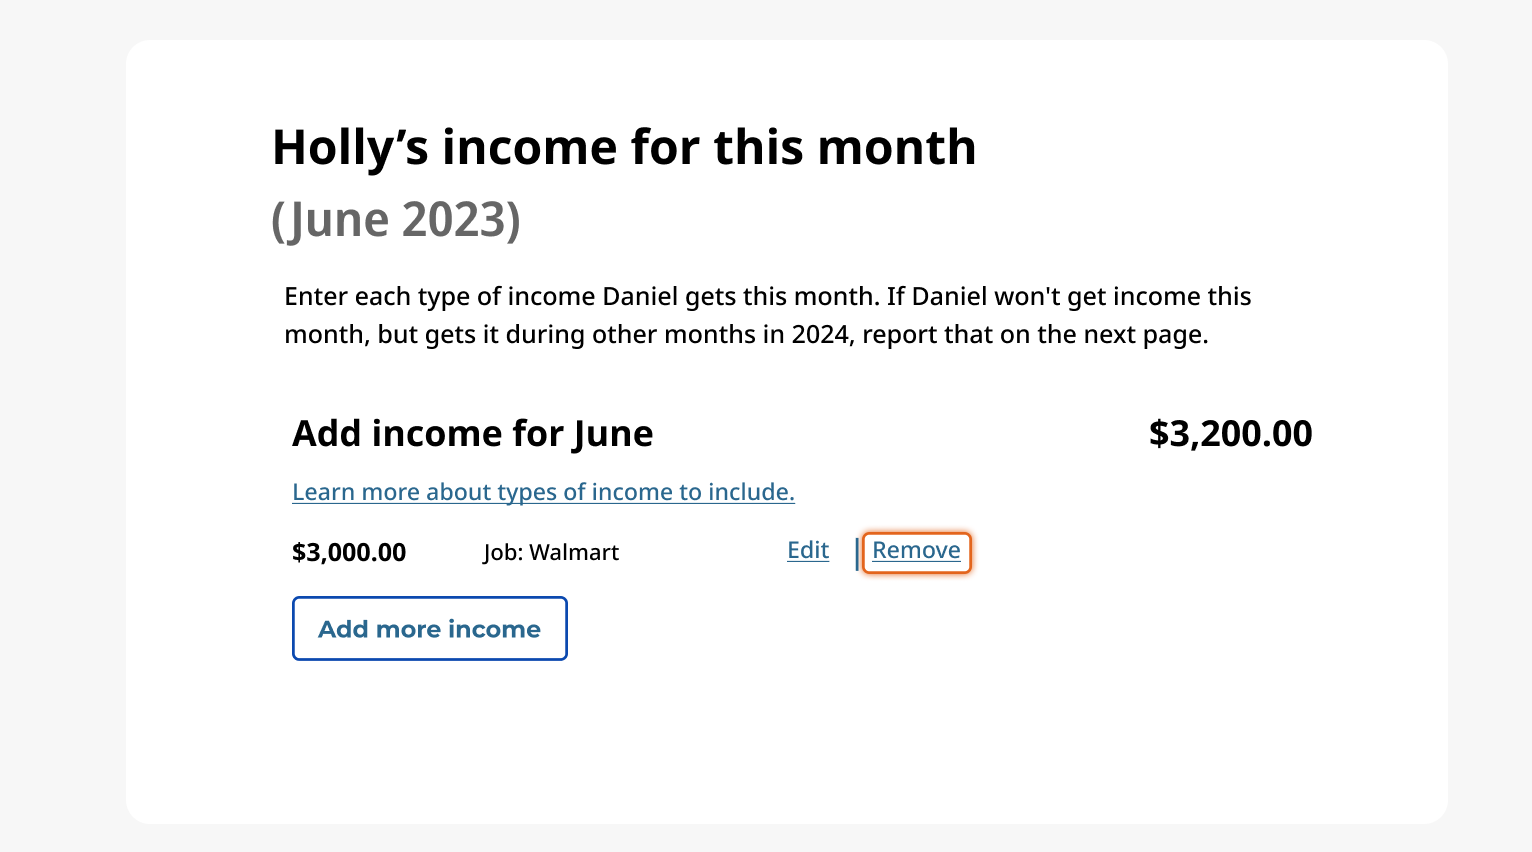 Holly’s income for this month
(June 2023)
Enter each type of income Daniel gets this month. If Daniel won't get income this
month, but gets it during other months in 2024, report that on the next page.
Add income for June $3,200.00
Learn more about types of income to include.
$3,000.00 Job: Walmart Edit | Remove
Add more income